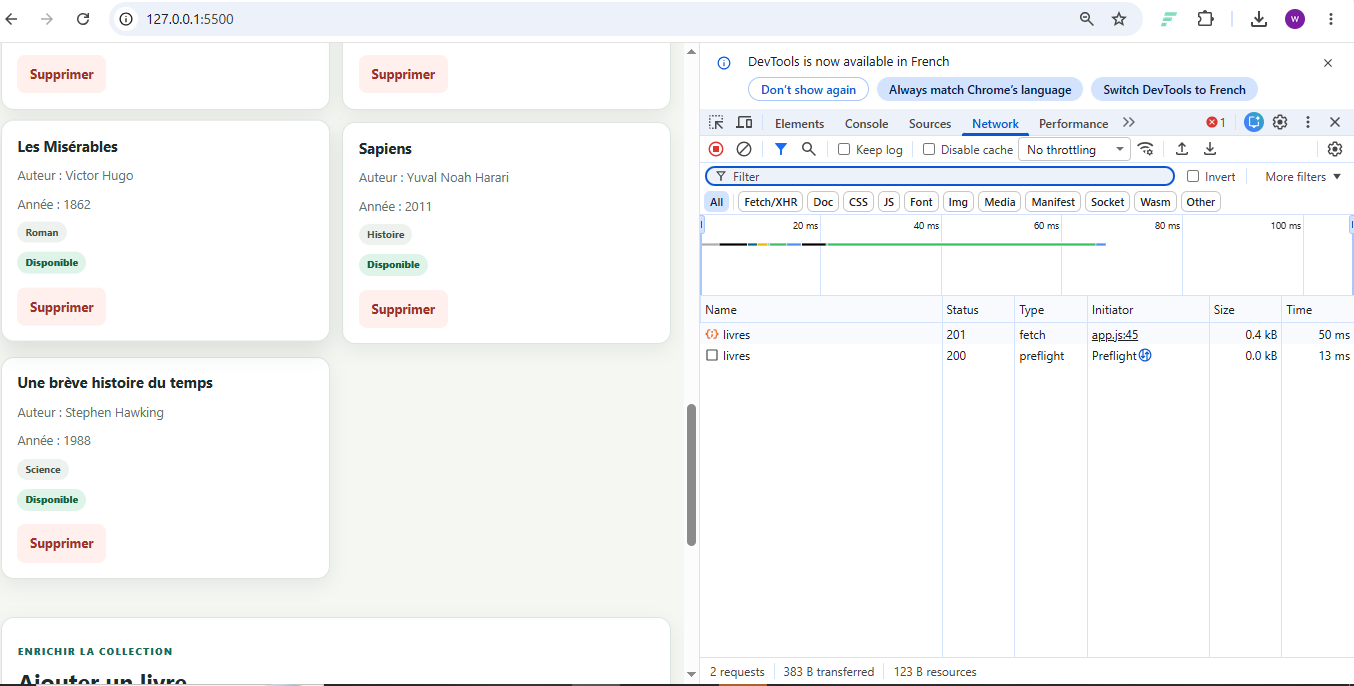 127.0.0.1:5500
W
Supprimer
Supprimer
Les Misérables
Auteur : Victor Hugo
Année : 1862
Roman
Disponible
Supprimer
Sapiens
Auteur : Yuval Noah Harari
Année : 2011
Histoire
Disponible
Supprimer
Une brève histoire du temps
Auteur : Stephen Hawking
Année : 1988
Science
Disponible
Supprimer
ENRICHIR LA COLLECTION
Ajouter un livre
DevTools is now available in French
Don't show again Always match Chrome's language Switch DevTools to French
Elements Console Sources Network Performance 1
Keep log Disable cache No throttling
Filter Invert More filters
All Fetch/XHR Doc CSS JS Font Img Media Manifest Socket Wasm Other
20 ms 40 ms 60 ms 80 ms 100 ms
Name Status Type Initiator Size Time
livres 201 fetch app.js:45 0.4 kB 50 ms
livres 200 preflight Preflight 0.0 kB 13 ms
2 requests 383 B transferred 123 B resources